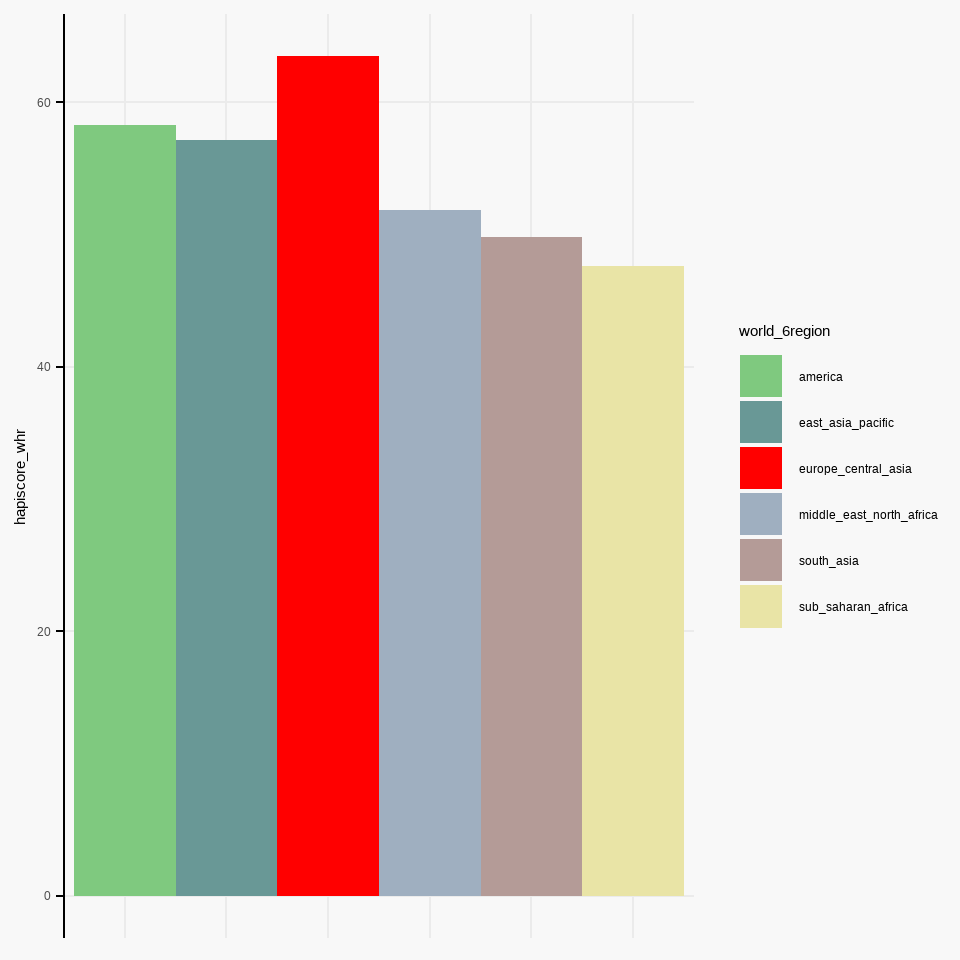 hapiscore_whr
60
40
20
0
world_6region
america
east_asia_pacific
europe_central_asia
middle_east_north_africa
south_asia
sub_saharan_africa